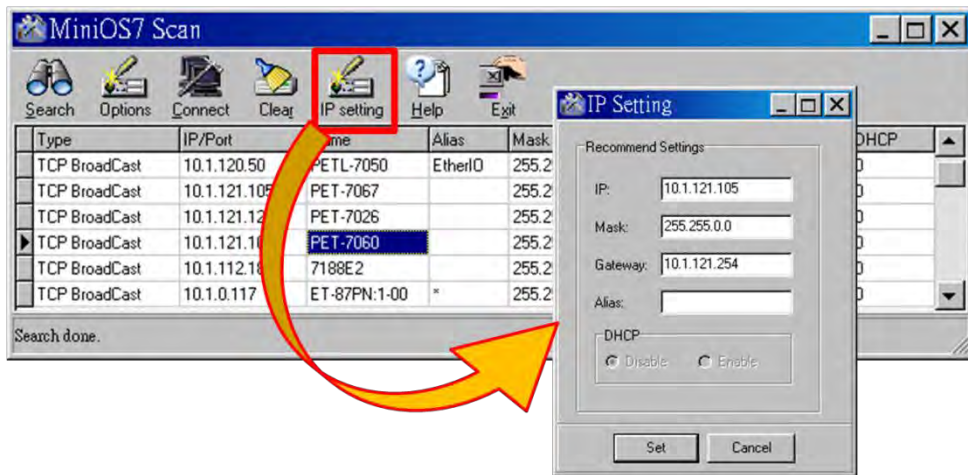 MiniOS7 Scan
Search Options Connect Clear IP setting Help Exit
Type IP/Port Alias Mask DHCP
TCP BroadCast 10.1.120.50 PETL-7050 EtherIO
TCP BroadCast 10.1.121.105 PET-7067
TCP BroadCast PET-7026
TCP BroadCast PET-7060
TCP BroadCast 7188E2
TCP BroadCast 10.1.0.117 ET-87PN:1-00 *
Search done.
IP Setting
Recommend Settings
IP: 10.1.121.105
Mask: 255.255.0.0
Gateway: 10.1.121.254
Alias:
DHCP
Disable Enable
Set Cancel